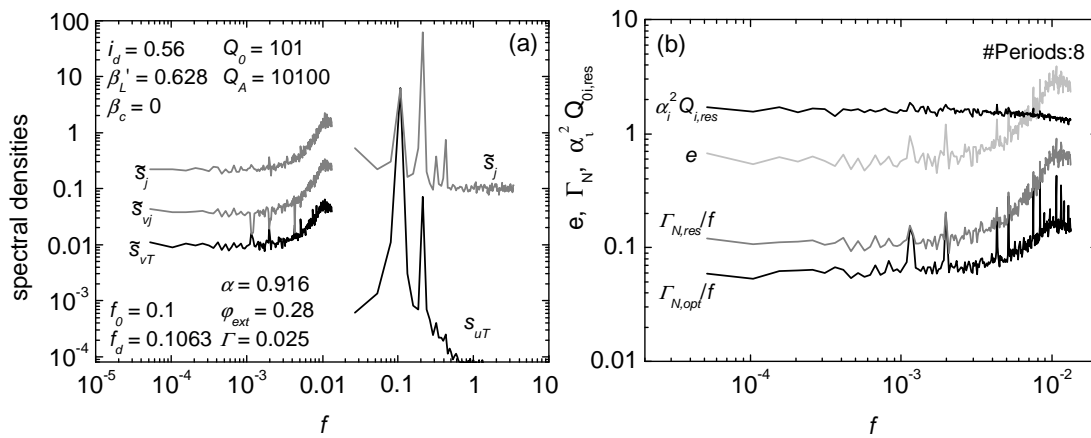 (a)
100
10
1
0.1
0.01
10⁻³
10⁻⁴
spectral densities
i_d = 0.56 Q_0 = 101
β_L' = 0.628 Q_A = 10100
β_c = 0
s̃_j
s̃_vj
s̃_vT
s̃_j
s_uT
α = 0.916
f_0 = 0.1 φ_ext = 0.28
f_d = 0.1063 Γ = 0.025
10⁻⁵ 10⁻⁴ 10⁻³ 0.01 0.1 1 10
f
(b)
#Periods:8
10
1
0.1
0.01
e, Γ_N, α_ι² Q_0i,res
α_i² Q_i,res
e
Γ_N,res/f
Γ_N,opt/f
10⁻⁴ 10⁻³ 10⁻²
f